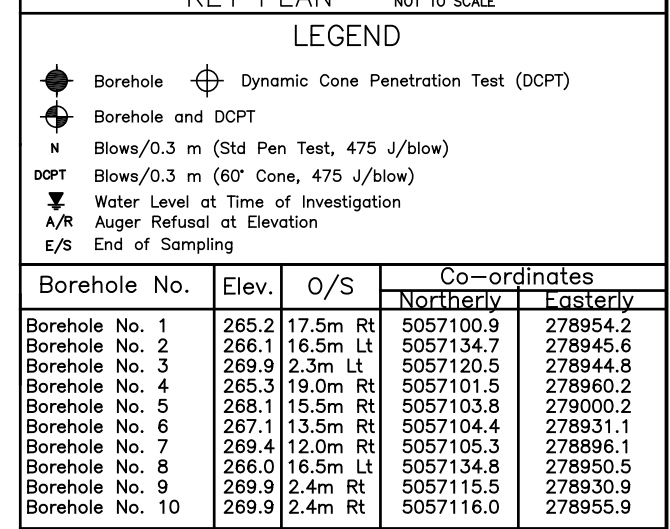 KEY PLAN NOT TO SCALE
LEGEND
Borehole Dynamic Cone Penetration Test (DCPT)
Borehole and DCPT
N Blows/0.3 m (Std Pen Test, 475 J/blow)
DCPT Blows/0.3 m (60° Cone, 475 J/blow)
Water Level at Time of Investigation
A/R Auger Refusal at Elevation
E/S End of Sampling
Borehole No. Elev. O/S Co-ordinates
Northerly Easterly
Borehole No. 1 265.2 17.5m Rt 5057100.9 278954.2
Borehole No. 2 266.1 16.5m Lt 5057134.7 278945.6
Borehole No. 3 269.9 2.3m Lt 5057120.5 278944.8
Borehole No. 4 265.3 19.0m Rt 5057101.5 278960.2
Borehole No. 5 268.1 15.5m Rt 5057103.8 279000.2
Borehole No. 6 267.1 13.5m Rt 5057104.4 278931.1
Borehole No. 7 269.4 12.0m Rt 5057105.3 278896.1
Borehole No. 8 266.0 16.5m Lt 5057134.8 278950.5
Borehole No. 9 269.9 2.4m Rt 5057115.5 278930.9
Borehole No. 10 269.9 2.4m Rt 5057116.0 278955.9